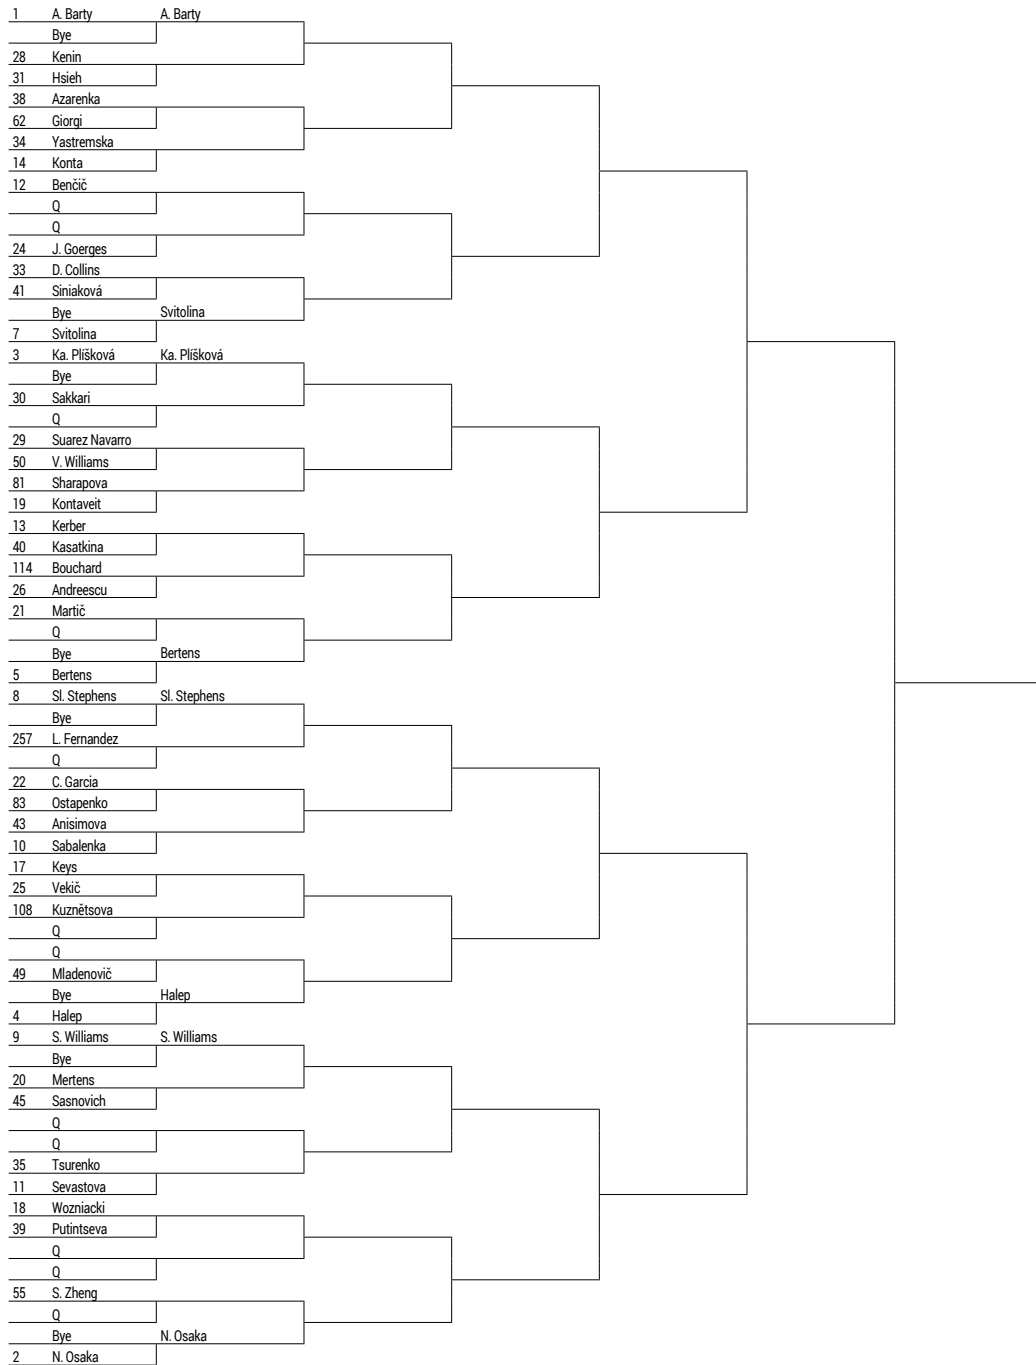 1 A. Barty A. Barty
Bye
28 Kenin
31 Hsieh
38 Azarenka
62 Giorgi
34 Yastremska
14 Konta
12 Benčič
Q
Q
24 J. Goerges
33 D. Collins
41 Siniaková
Bye Svitolina
7 Svitolina
3 Ka. Plíšková Ka. Plíšková
Bye
30 Sakkari
Q
29 Suarez Navarro
50 V. Williams
81 Sharapova
19 Kontaveit
13 Kerber
40 Kasatkina
114 Bouchard
26 Andreescu
21 Martič
Q
Bye Bertens
5 Bertens
8 Sl. Stephens Sl. Stephens
Bye
257 L. Fernandez
Q
22 C. Garcia
83 Ostapenko
43 Anisimova
10 Sabalenka
17 Keys
25 Vekič
108 Kuznětsova
Q
Q
49 Mladenovič
Bye Halep
4 Halep
9 S. Williams S. Williams
Bye
20 Mertens
45 Sasnovich
Q
Q
35 Tsurenko
11 Sevastova
18 Wozniacki
39 Putintseva
Q
Q
55 S. Zheng
Q
Bye N. Osaka
2 N. Osaka